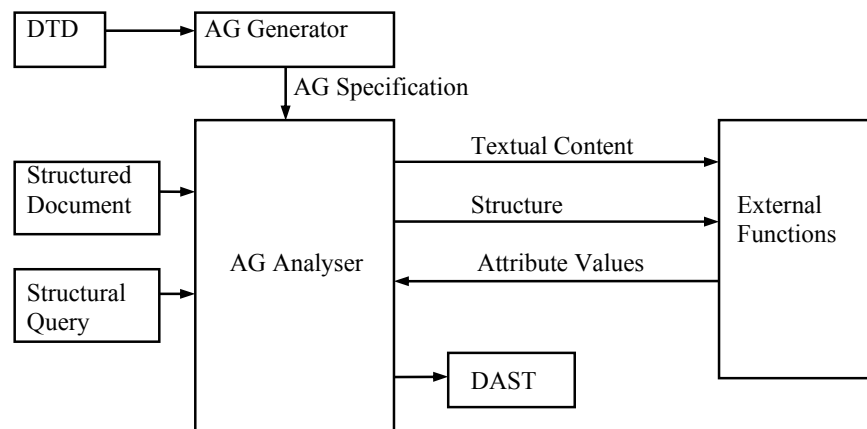 DTD
AG Generator
AG Specification
Textual Content
Structured
Document
Structure
External
Functions
AG Analyser
Attribute Values
Structural
Query
DAST